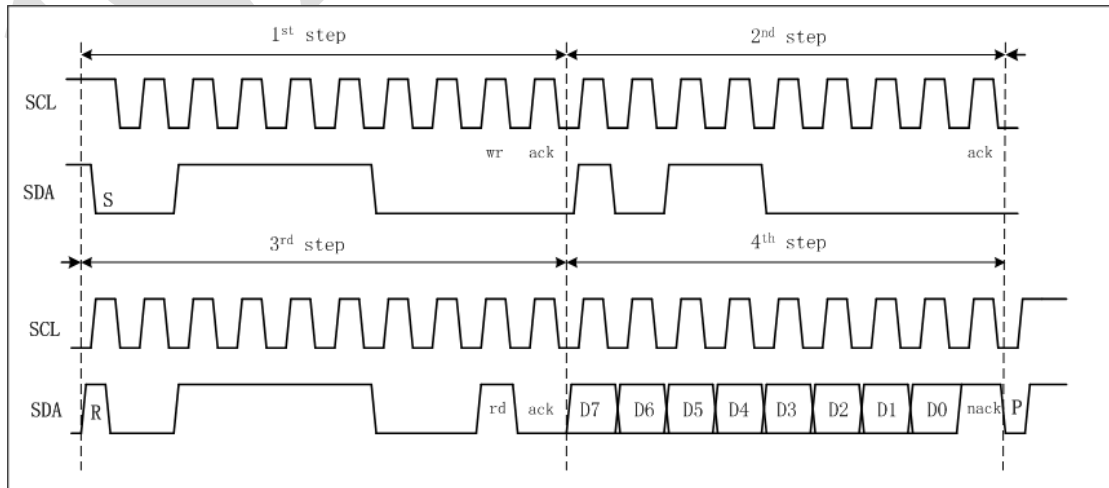 1st step 2nd step
SCL
wr ack ack
SDA S
3rd step 4th step
SCL
SDA R rd ack D7 D6 D5 D4 D3 D2 D1 D0 nack P